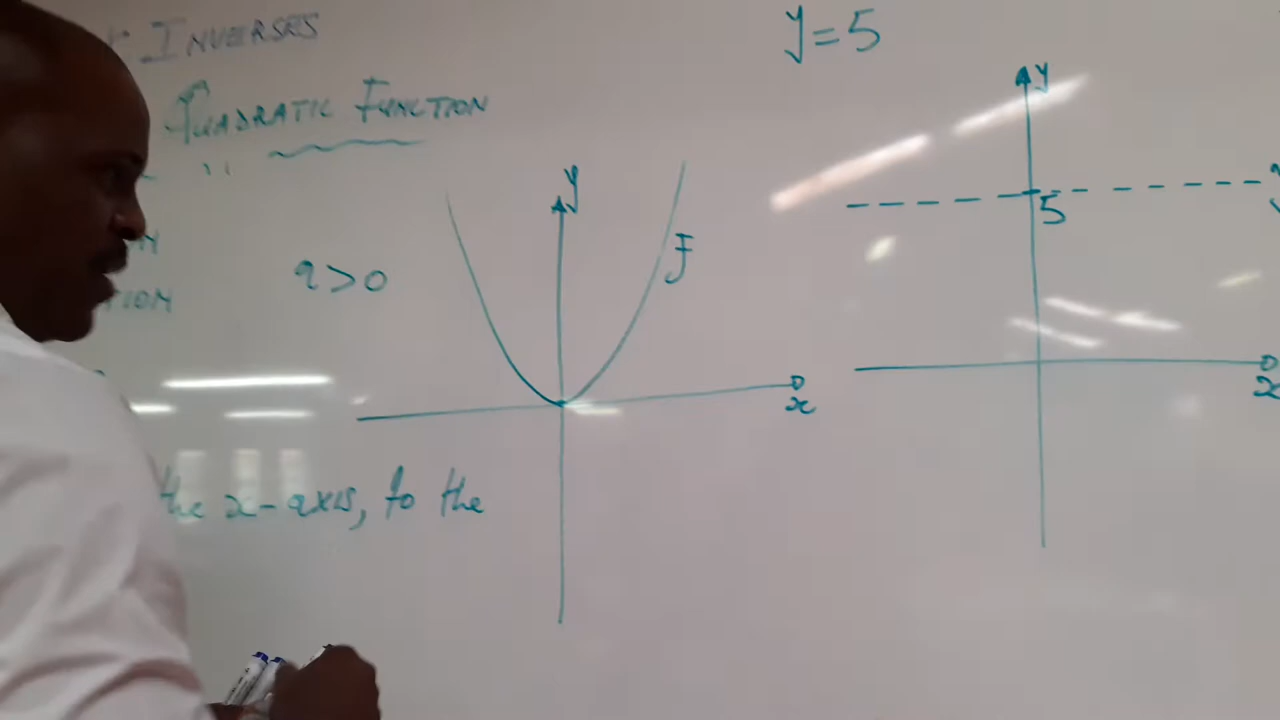 INVERSES
QUADRATIC FUNCTION
y = 5
y
y
f
5
a > 0
x
x
the x-axis, to the